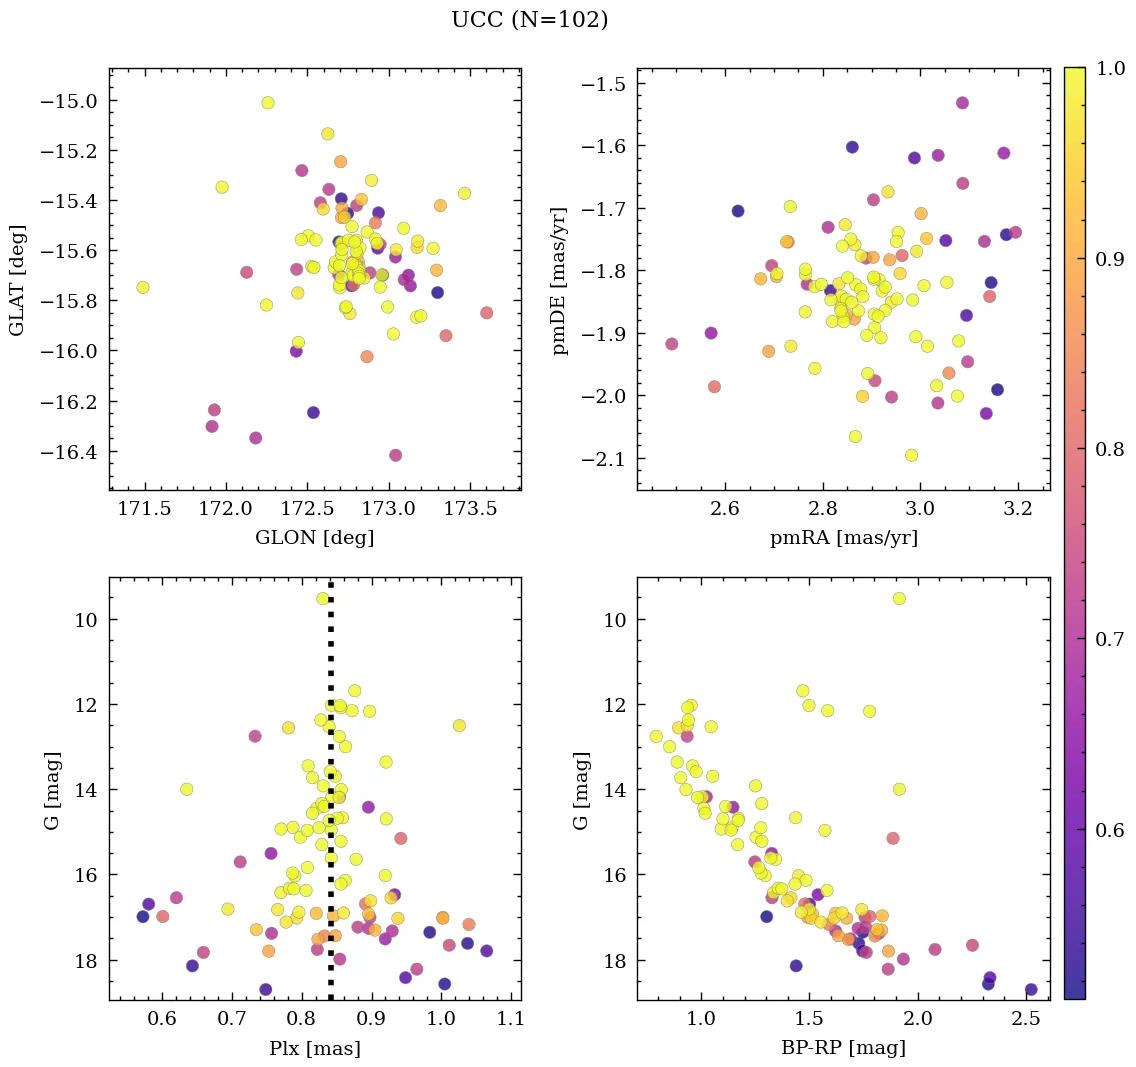 UCC (N=102)
−15.0
−15.2
−15.4
−15.6
−15.8
−16.0
−16.2
−16.4
GLAT [deg]
171.5 172.0 172.5 173.0 173.5
GLON [deg]
−1.5
−1.6
−1.7
−1.8
−1.9
−2.0
−2.1
pmDE [mas/yr]
2.6 2.8 3.0 3.2
pmRA [mas/yr]
10
12
14
16
18
G [mag]
0.6 0.7 0.8 0.9 1.0 1.1
Plx [mas]
10
12
14
16
18
G [mag]
1.0 1.5 2.0 2.5
BP-RP [mag]
1.0
0.9
0.8
0.7
0.6